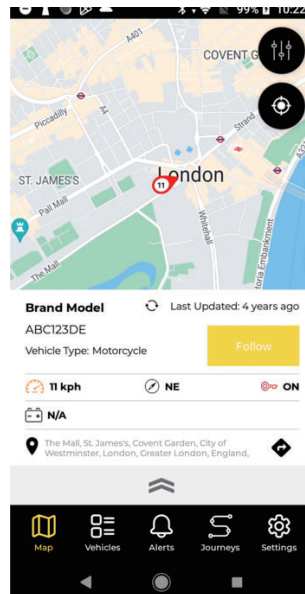 99% 10:22
A401
COVENT G
Piccadilly
A4
Strand
A32
ST. JAMES'S
London
11
Pall Mall
Whitehall
toria Embankment
The Mall
Brand Model
Last Updated: 4 years ago
ABC123DE
Vehicle Type: Motorcycle
Follow
11 kph
NE
ON
N/A
The Mall, St. James's, Covent Garden, City of
Westminster, London, Greater London, England,
Map
Vehicles
Alerts
Journeys
Settings